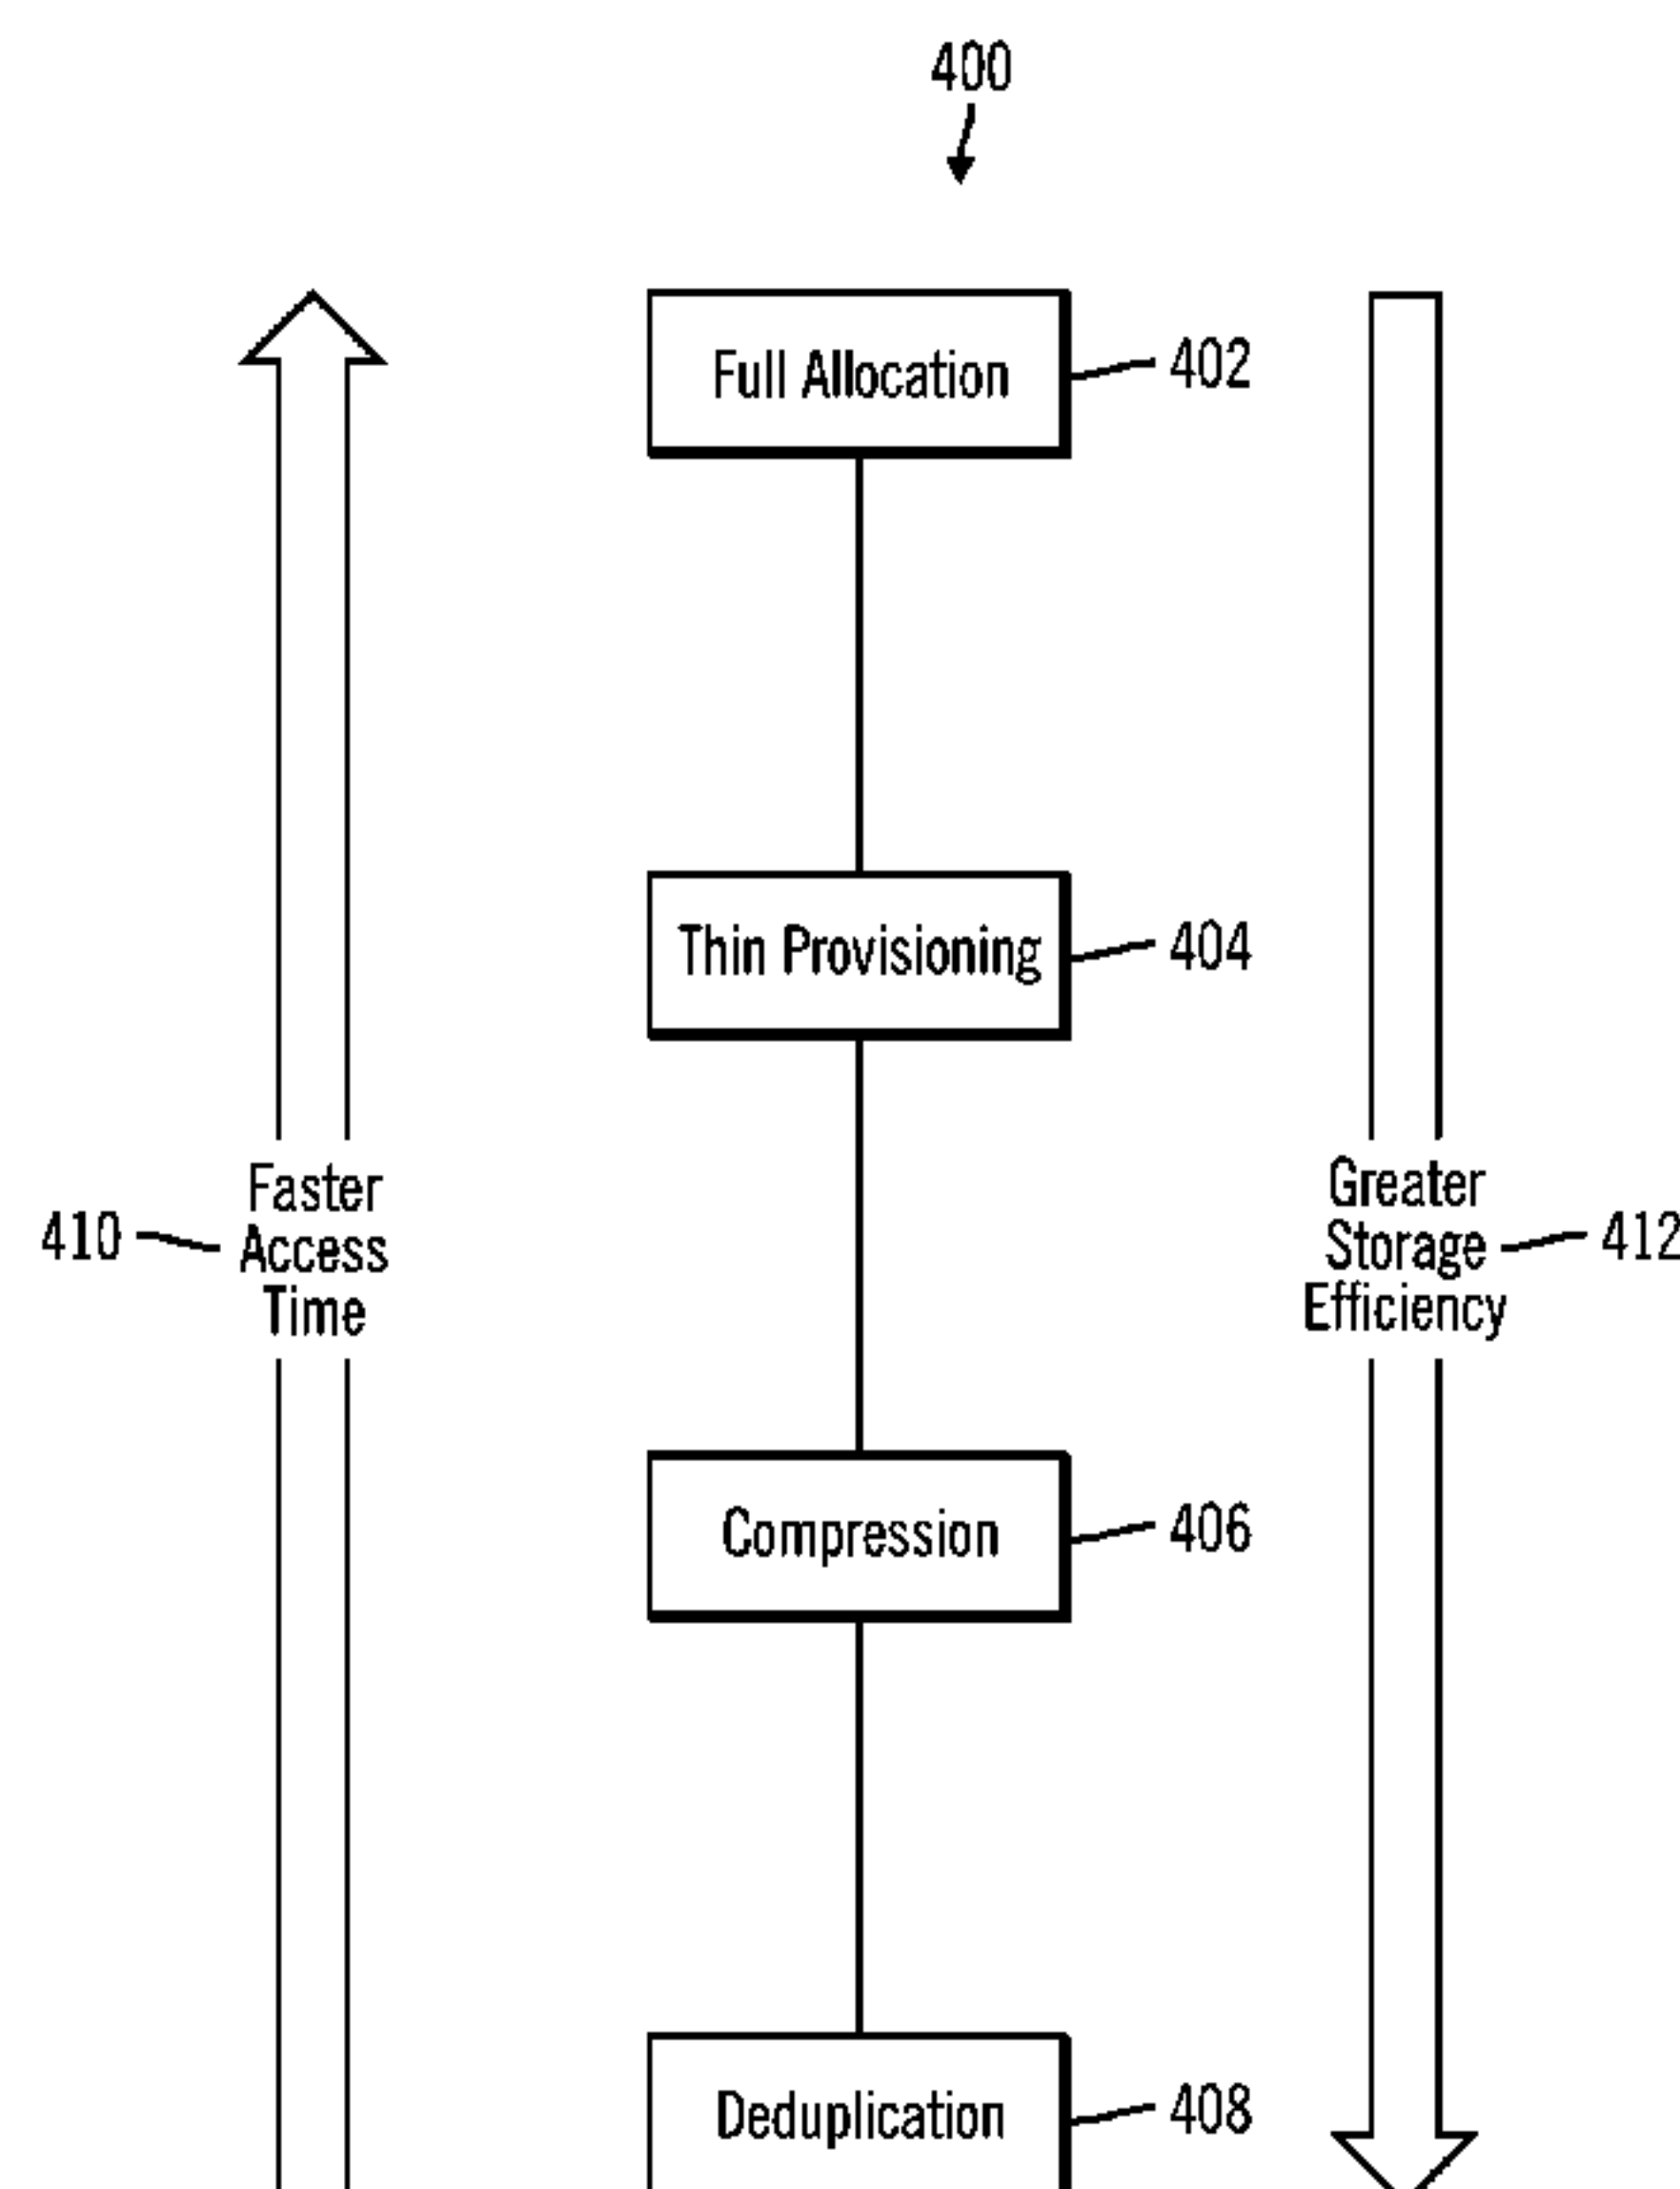 400
Full Allocation
402
Thin Provisioning
404
Faster
Access
Time
410
Greater
Storage
Efficiency
412
Compression
406
Deduplication
408